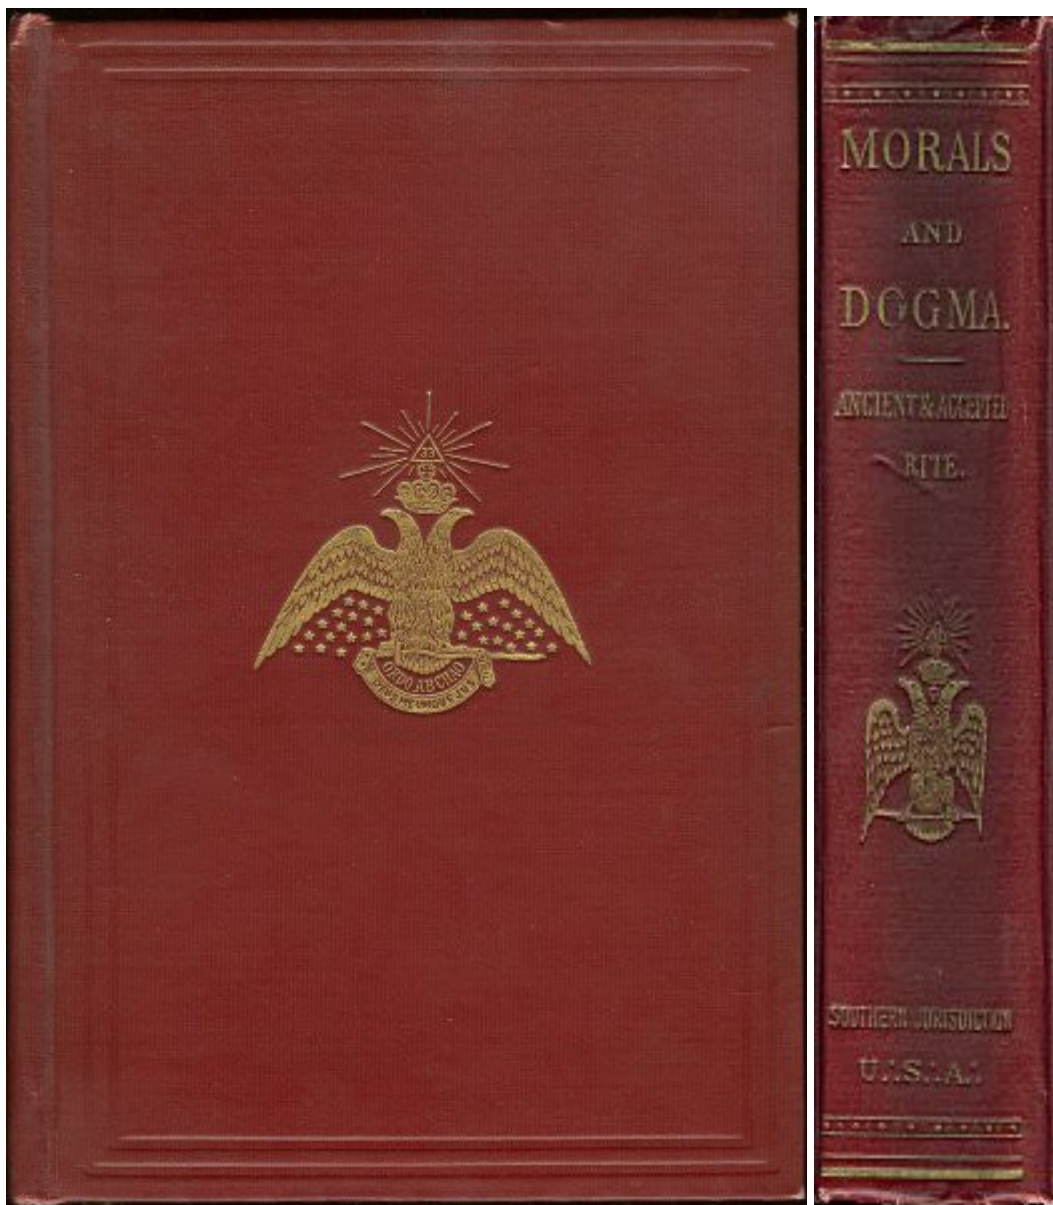 33
ORDO AB CHAO
MORALS
AND
DOGMA.
ANCIENT & ACCEPTED
RITE.
SOUTHERN JURISDICTION
U∴S∴A∴